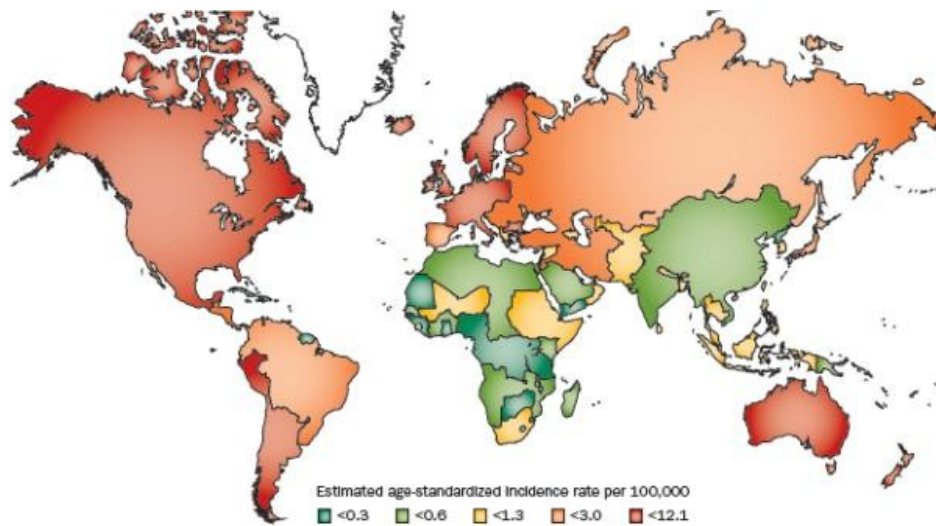 Estimated age-standardized incidence rate per 100,000
<0.3 <0.6 <1.3 <3.0 <12.1